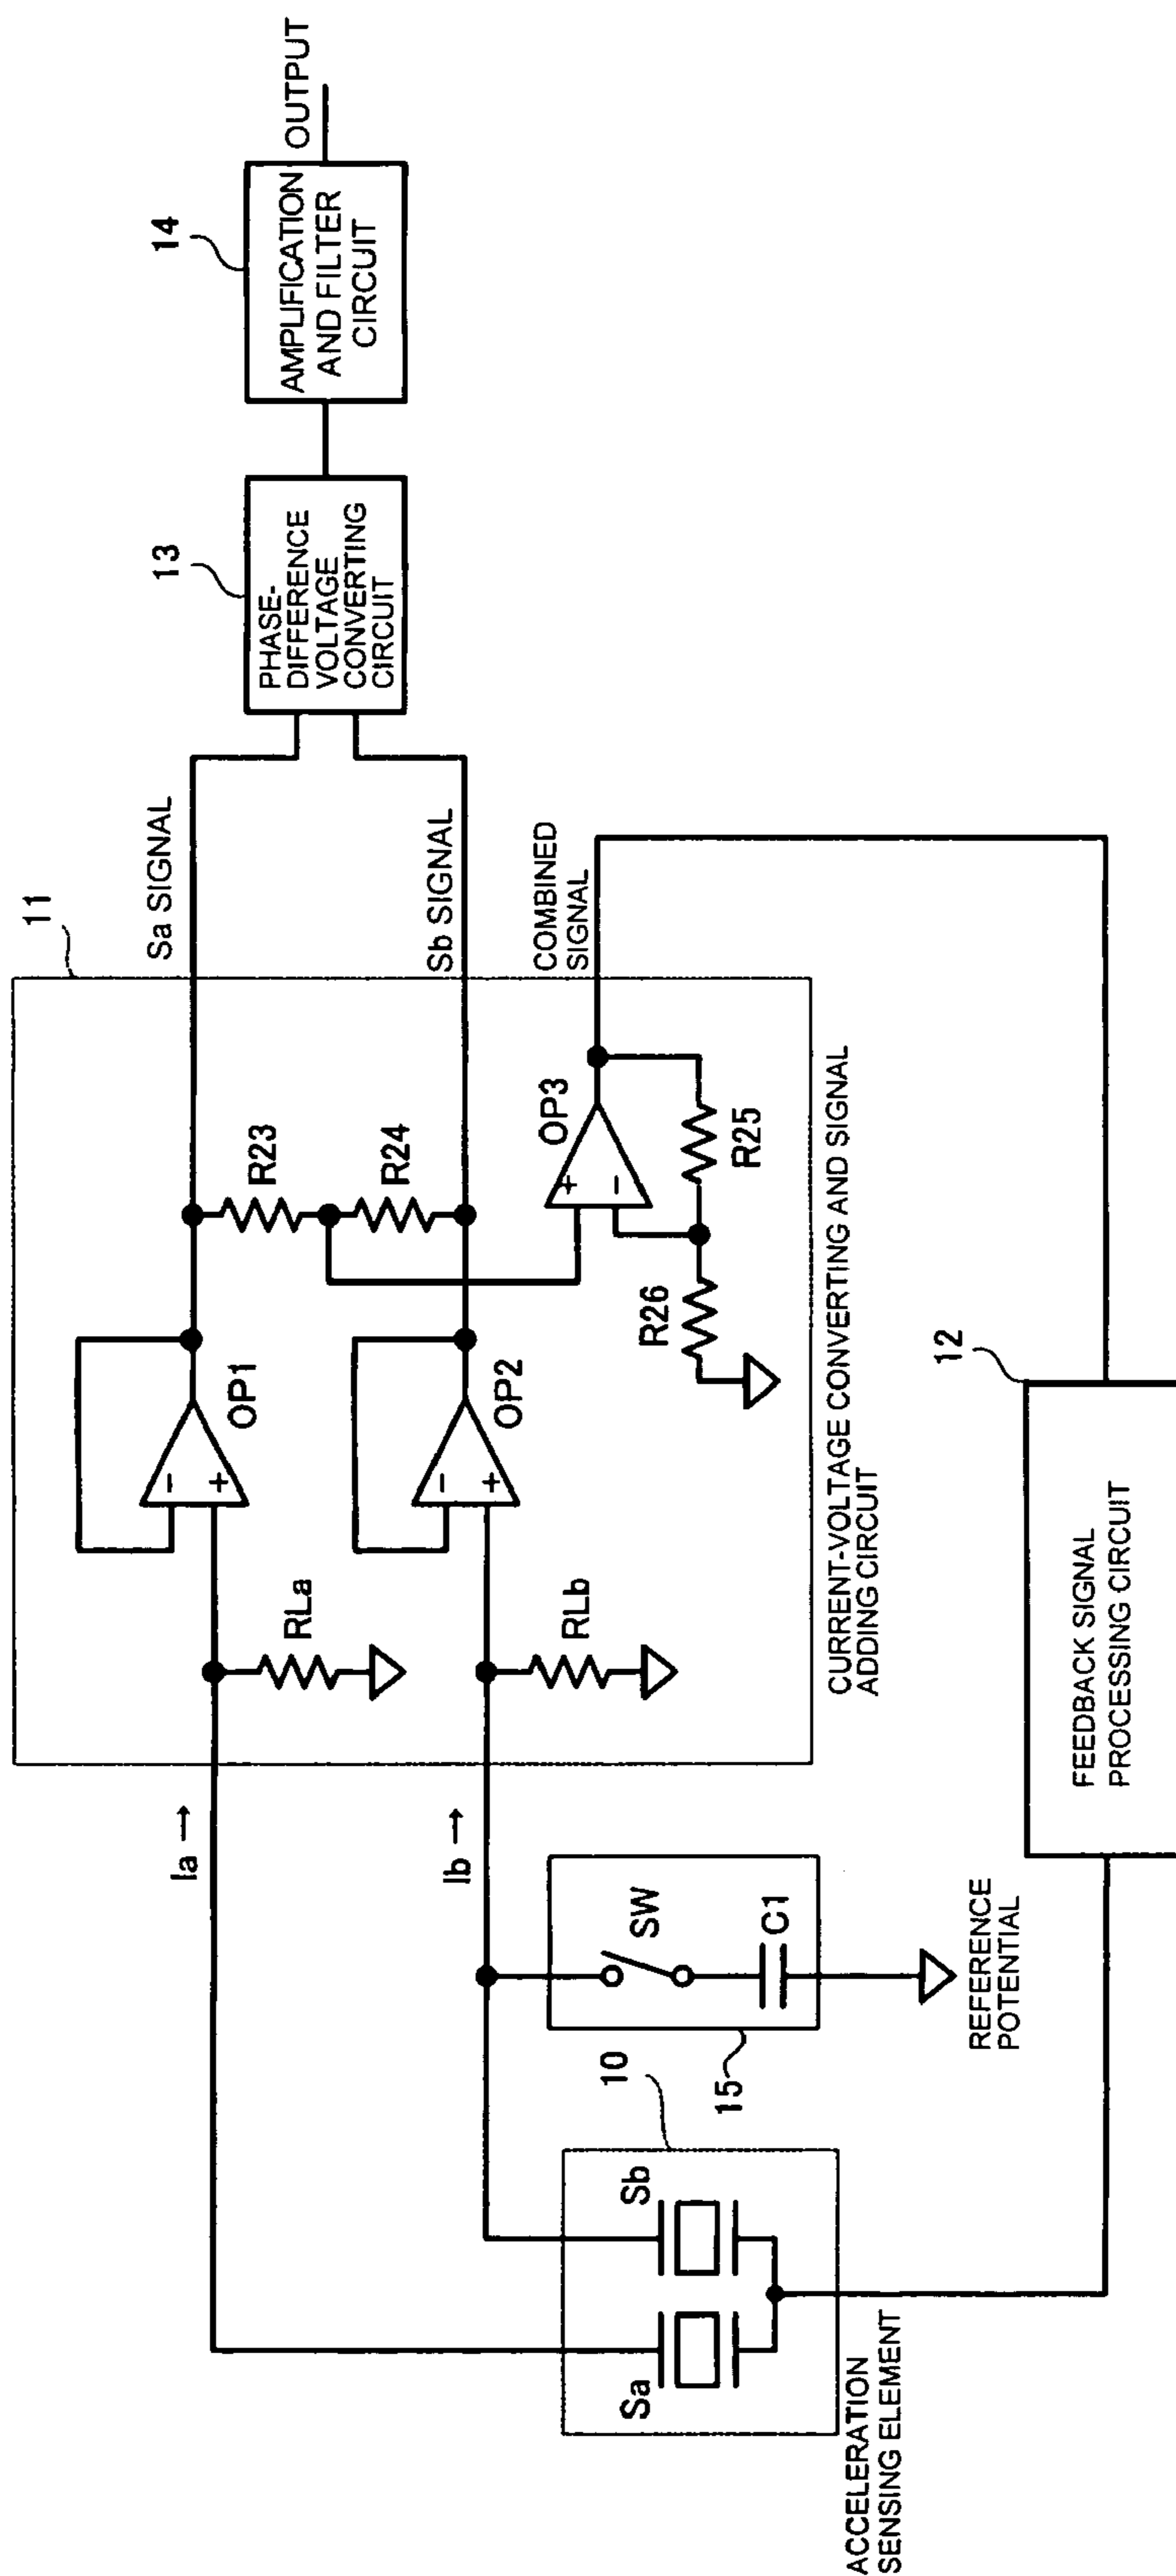 11
Sa SIGNAL
13
PHASE-
DIFFERENCE
VOLTAGE
CONVERTING
CIRCUIT
14
AMPLIFICATION
AND FILTER
CIRCUIT
OUTPUT
Ia →
RLa
-
+
OP1
R23
Sb SIGNAL
Ib →
RLb
-
+
OP2
R24
COMBINED
SIGNAL
OP3
+
-
R26
R25
CURRENT-VOLTAGE CONVERTING AND SIGNAL
ADDING CIRCUIT
10
Sa
Sb
ACCELERATION
SENSING ELEMENT
15
SW
C1
REFERENCE
POTENTIAL
12
FEEDBACK SIGNAL
PROCESSING CIRCUIT